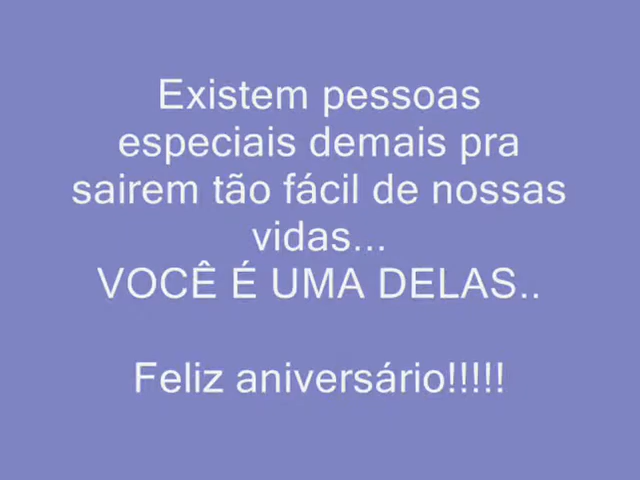 Existem pessoas
especiais demais pra
sairem tão fácil de nossas
vidas...
VOCÊ É UMA DELAS..
Feliz aniversário!!!!!